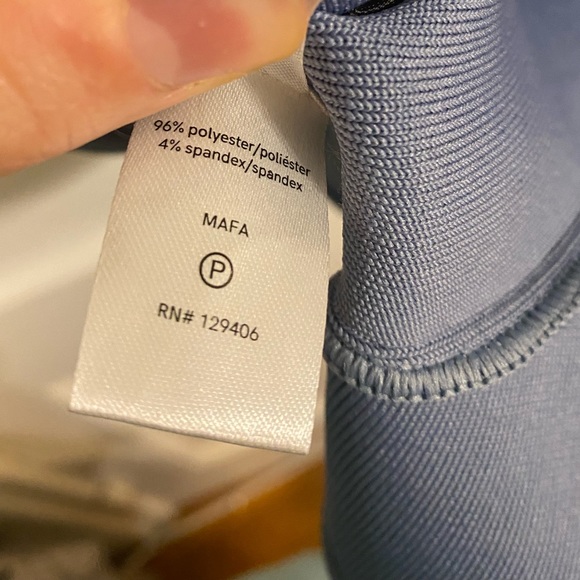 96% polyester/poliéster
4% spandex/spandex
MAFA
P
RN# 129406